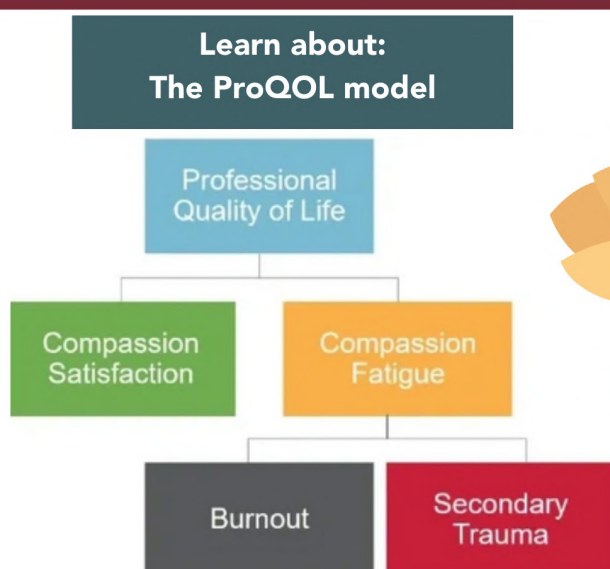 Learn about:
The ProQOL model
Professional
Quality of Life
Compassion
Satisfaction
Compassion
Fatigue
Burnout
Secondary
Trauma